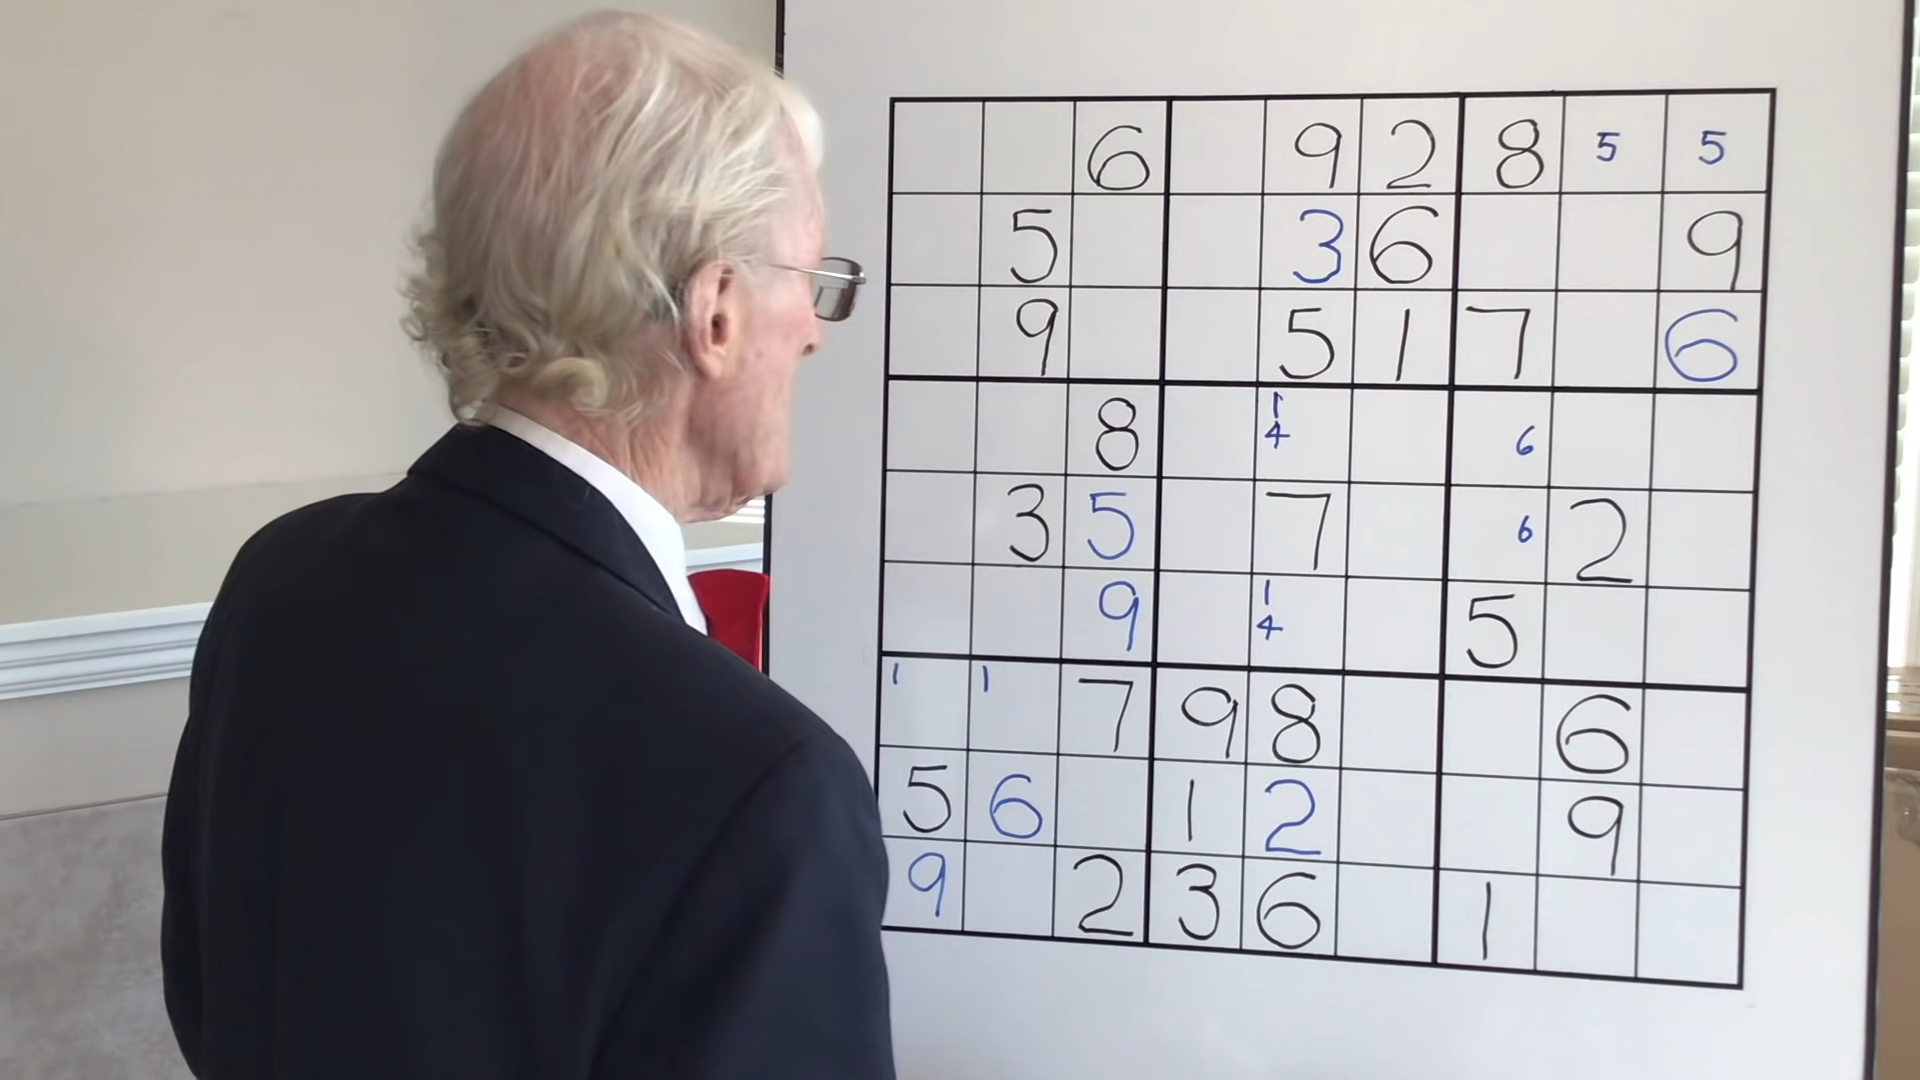 6 9 2 8 5 5
5 3 6 9
9 5 1 7 6
8 1 4 6
3 5 7 6 2
9 1 4 5
1 1 7 9 8 6
5 6 1 2 9
9 2 3 6 1